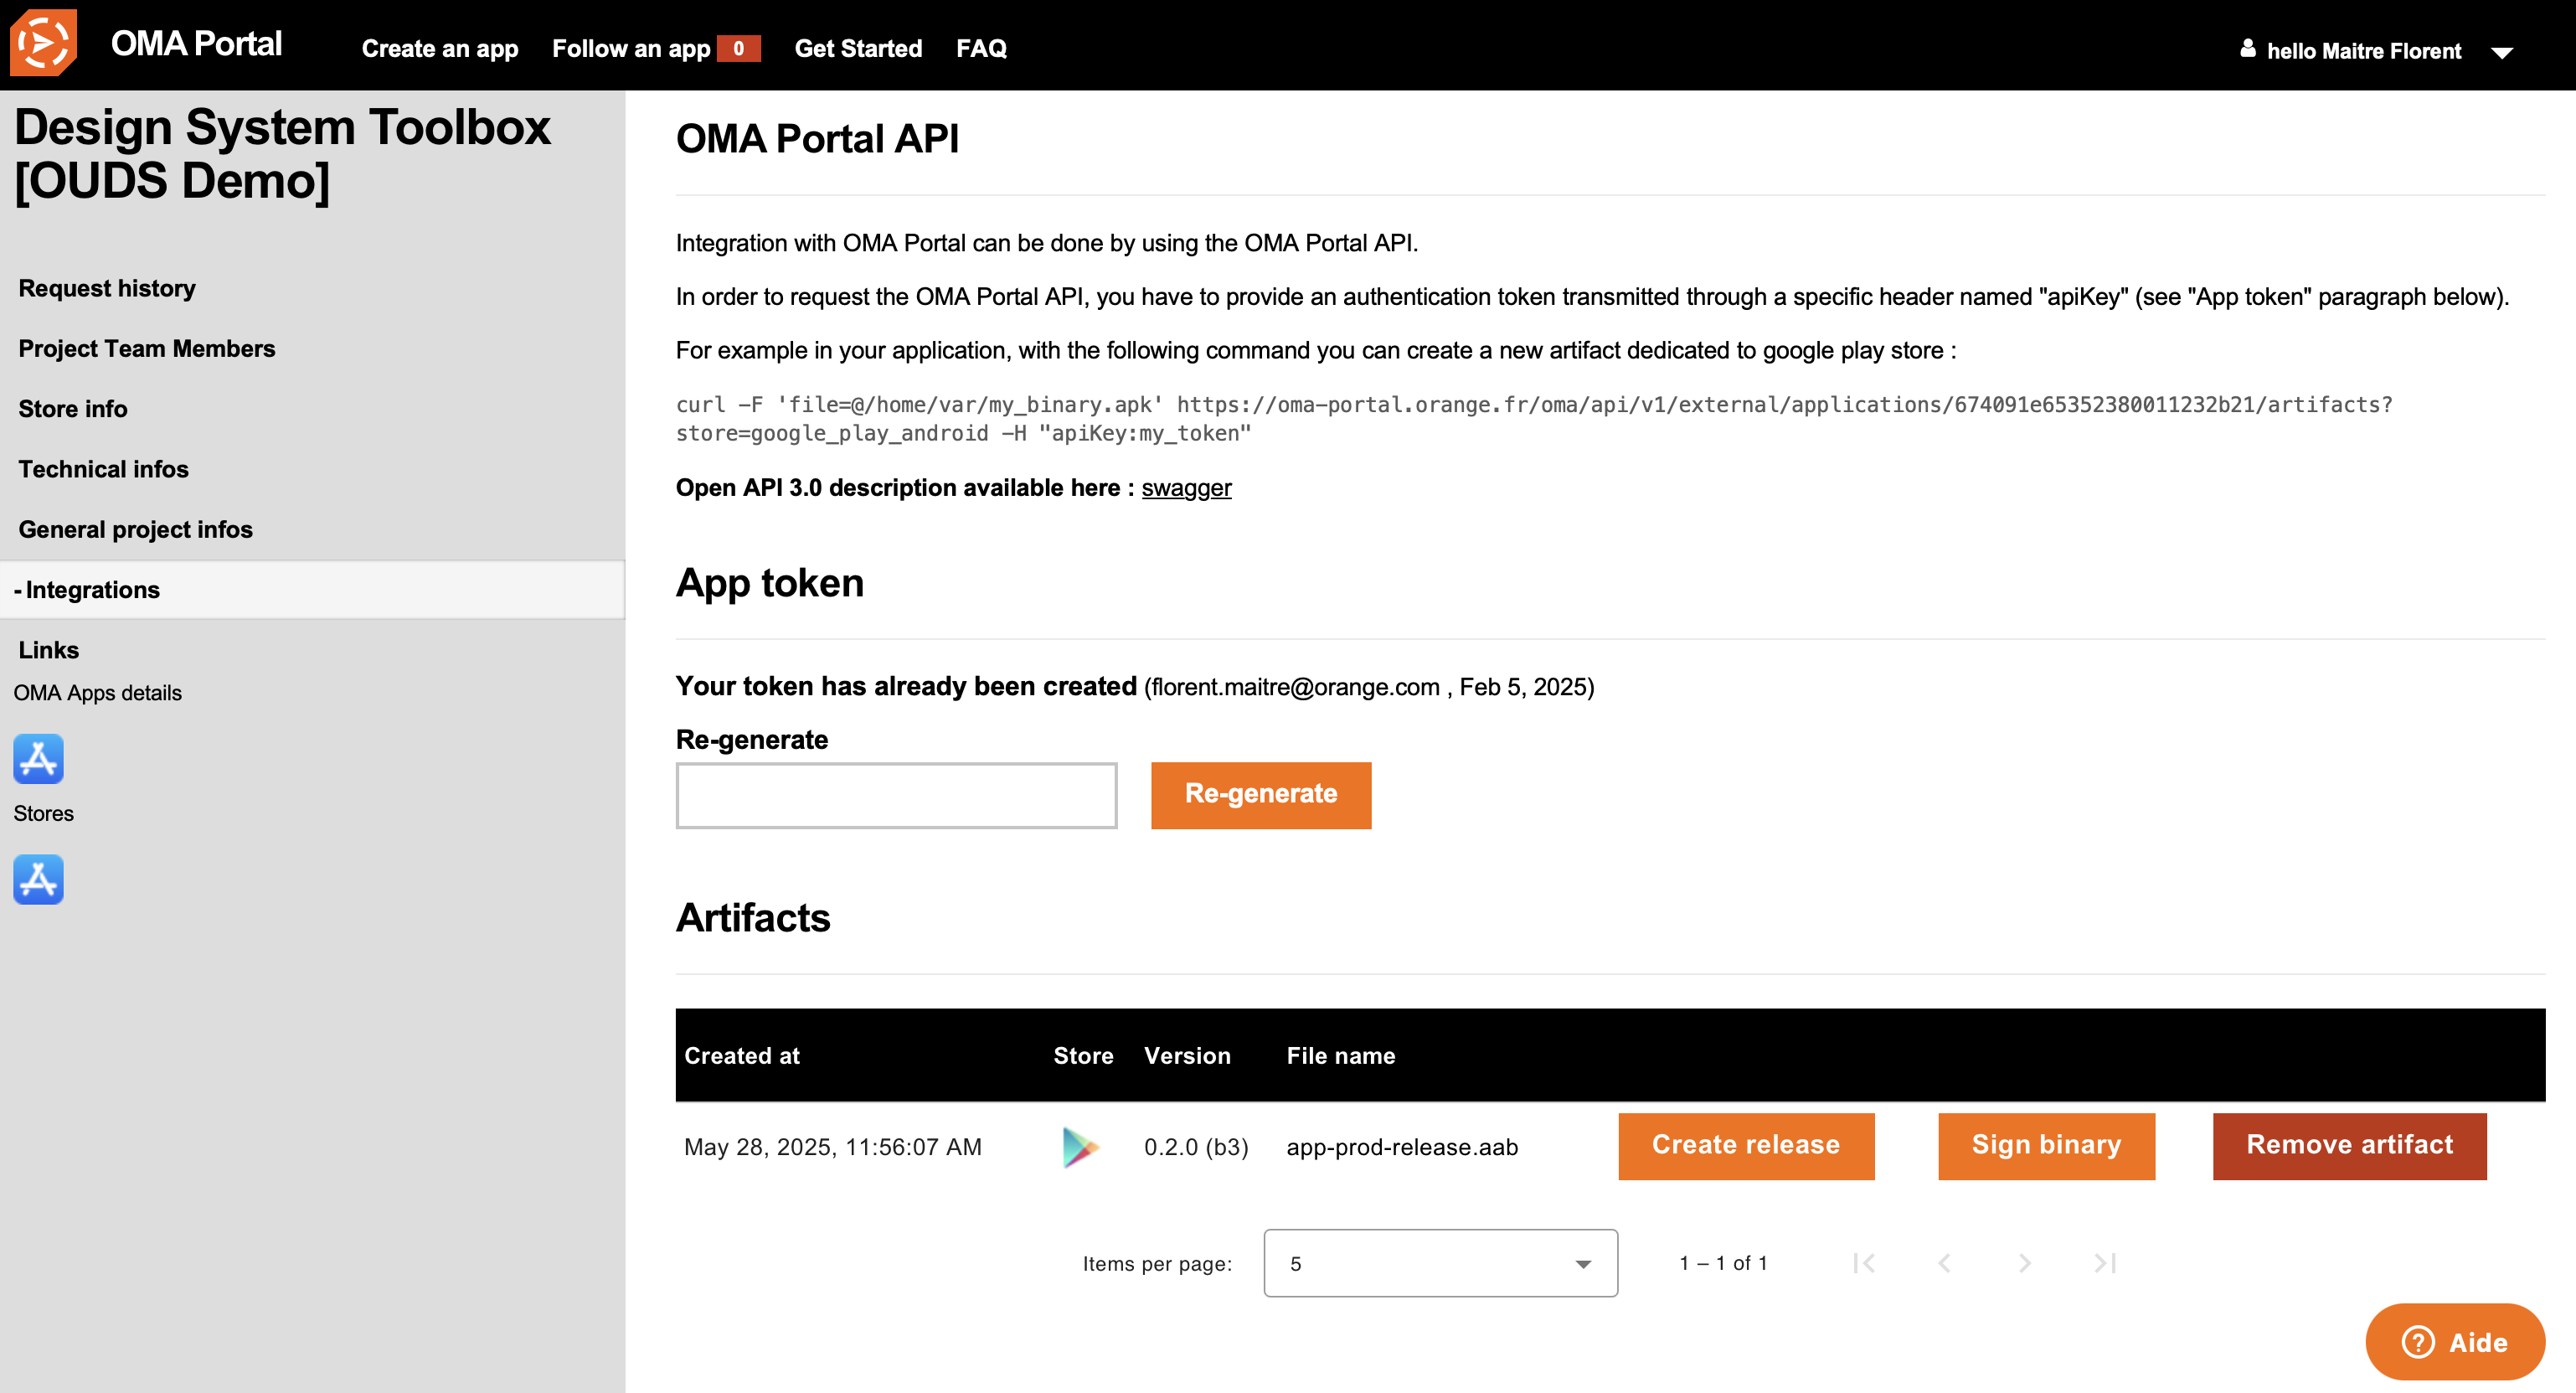 OMA Portal
Create an app
Follow an app 0
Get Started
FAQ
hello Maitre Florent
Design System Toolbox
[OUDS Demo]
Request history
Project Team Members
Store info
Technical infos
General project infos
- Integrations
Links
OMA Apps details
Stores
OMA Portal API
Integration with OMA Portal can be done by using the OMA Portal API.
In order to request the OMA Portal API, you have to provide an authentication token transmitted through a specific header named "apiKey" (see "App token" paragraph below).
For example in your application, with the following command you can create a new artifact dedicated to google play store :
curl -F 'file=@/home/var/my_binary.apk' https://oma-portal.orange.fr/oma/api/v1/external/applications/674091e65352380011232b21/artifacts?
store=google_play_android -H "apiKey:my_token"
Open API 3.0 description available here : swagger
App token
Your token has already been created (florent.maitre@orange.com , Feb 5, 2025)
Re-generate
Re-generate
Artifacts
Created at Store Version File name
May 28, 2025, 11:56:07 AM 0.2.0 (b3) app-prod-release.aab Create release Sign binary Remove artifact
Items per page: 5 1 – 1 of 1
Aide